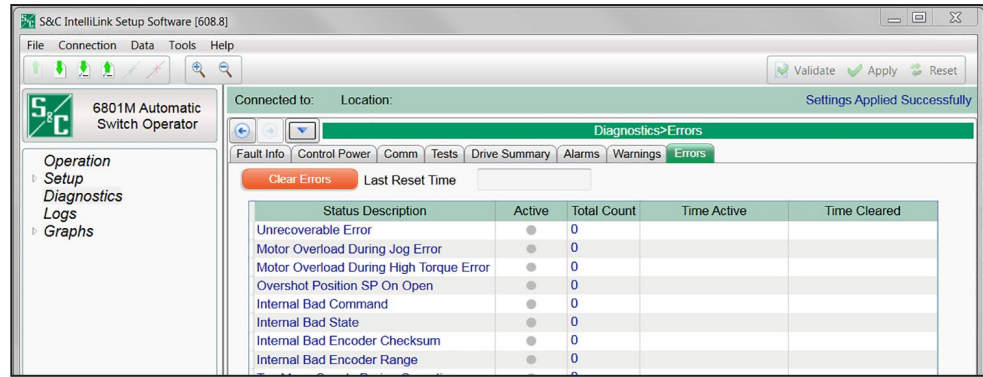 S&C IntelliLink Setup Software [608.8]
File Connection Data Tools Help
Validate Apply Reset
S&C
6801M Automatic
Switch Operator
Operation
Setup
Diagnostics
Logs
Graphs
Connected to: Location: Settings Applied Successfully
Diagnostics>Errors
Fault Info Control Power Comm Tests Drive Summary Alarms Warnings Errors
Clear Errors Last Reset Time
Status Description Active Total Count Time Active Time Cleared
Unrecoverable Error 0
Motor Overload During Jog Error 0
Motor Overload During High Torque Error 0
Overshot Position SP On Open 0
Internal Bad Command 0
Internal Bad State 0
Internal Bad Encoder Checksum 0
Internal Bad Encoder Range 0